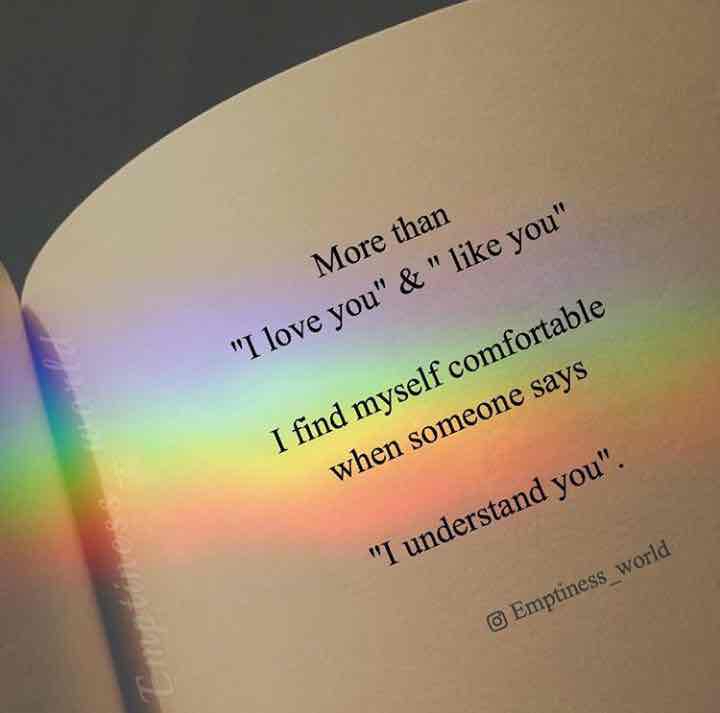 More than
"I love you" & " like you"
I find myself comfortable
when someone says
"I understand you".
Emptiness_world